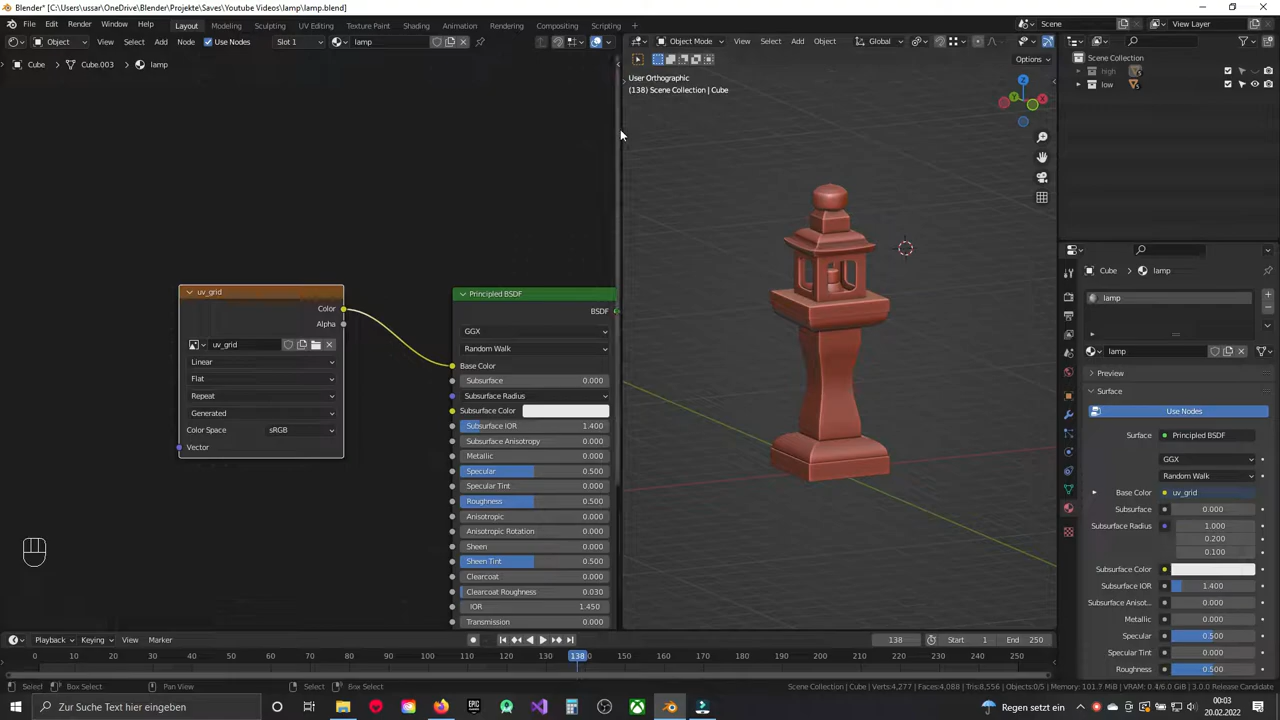 Blender* [C:\Users\ussar\OneDrive\Blender\Projekte\Saves\Youtube Videos\lamp\lamp.blend]
File Edit Render Window Help Layout Modeling Sculpting UV Editing Texture Paint Shading Animation Rendering Compositing Scripting Scene View Layer
Object View Select Add Node Use Nodes Slot 1 lamp
Object Mode View Select Add Object Global
Options
Cube Cube.003 lamp
User Orthographic
(138) Scene Collection | Cube
Scene Collection
high 5
low 5
uv_grid
Color
Alpha
uv_grid
Linear
Flat
Repeat
Generated
Color Space sRGB
Vector
Principled BSDF
BSDF
GGX
Random Walk
Base Color
Subsurface 0.000
Subsurface Radius
Subsurface Color
Subsurface IOR 1.400
Subsurface Anisotropy 0.000
Metallic 0.000
Specular 0.500
Specular Tint 0.000
Roughness 0.500
Anisotropic 0.000
Anisotropic Rotation 0.000
Sheen 0.000
Sheen Tint 0.500
Clearcoat 0.000
Clearcoat Roughness 0.030
IOR 1.450
Transmission 0.000
Cube lamp
lamp
lamp
Preview
Surface
Use Nodes
Surface Principled BSDF
GGX
Random Walk
Base Color uv_grid
Subsurface 0.000
Subsurface Radius 1.000
0.200
0.100
Subsurface Color
Subsurface IOR 1.400
Subsurface Anisot... 0.000
Metallic 0.000
Specular 0.500
Specular Tint 0.000
Roughness 0.500
Playback Keying View Marker 138 Start 1 End 250
0 10 20 30 40 50 60 70 80 90 100 110 120 130 138 150 160 170 180 190 200 210 220 230 240 250
Select Box Select Pan View Select Box Select
Scene Collection | Cube | Verts:4,277 | Faces:4,088 | Tris:8,556 | Objects:0/5 | Memory: 101.7 MiB | VRAM: 0.4/6.0 GiB | 3.0.0 Release Candidate
Zur Suche Text hier eingeben
Regen setzt ein
00:03
20.02.2022